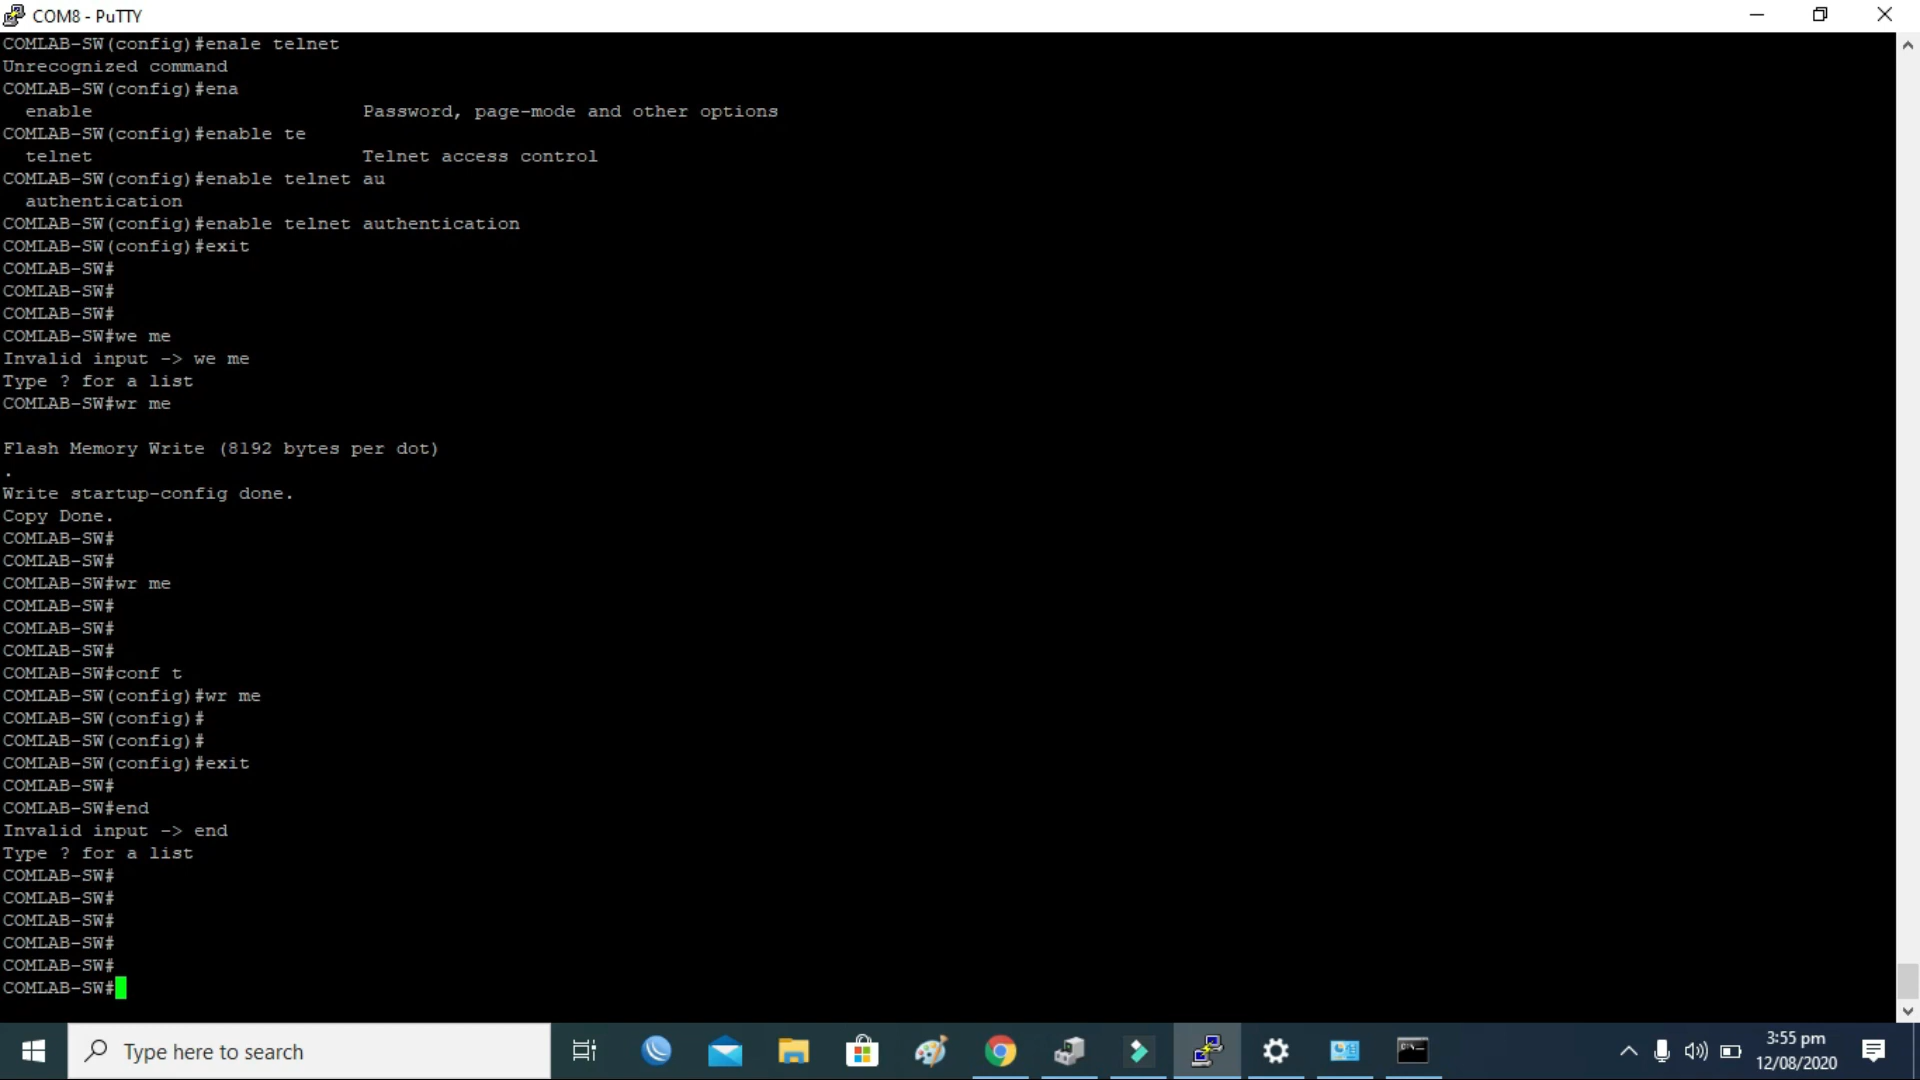 COM8 - PuTTY
COMLAB-SW(config)#enale telnet
Unrecognized command
COMLAB-SW(config)#ena
  enable                        Password, page-mode and other options
COMLAB-SW(config)#enable te
  telnet                        Telnet access control
COMLAB-SW(config)#enable telnet au
  authentication
COMLAB-SW(config)#enable telnet authentication
COMLAB-SW(config)#exit
COMLAB-SW#
COMLAB-SW#
COMLAB-SW#
COMLAB-SW#we me
Invalid input -> we me
Type ? for a list
COMLAB-SW#wr me
Flash Memory Write (8192 bytes per dot)
.
Write startup-config done.
Copy Done.
COMLAB-SW#
COMLAB-SW#
COMLAB-SW#wr me
COMLAB-SW#
COMLAB-SW#
COMLAB-SW#
COMLAB-SW#conf t
COMLAB-SW(config)#wr me
COMLAB-SW(config)#
COMLAB-SW(config)#
COMLAB-SW(config)#exit
COMLAB-SW#
COMLAB-SW#end
Invalid input -> end
Type ? for a list
COMLAB-SW#
COMLAB-SW#
COMLAB-SW#
COMLAB-SW#
COMLAB-SW#
COMLAB-SW#
Type here to search
3:55 pm
12/08/2020